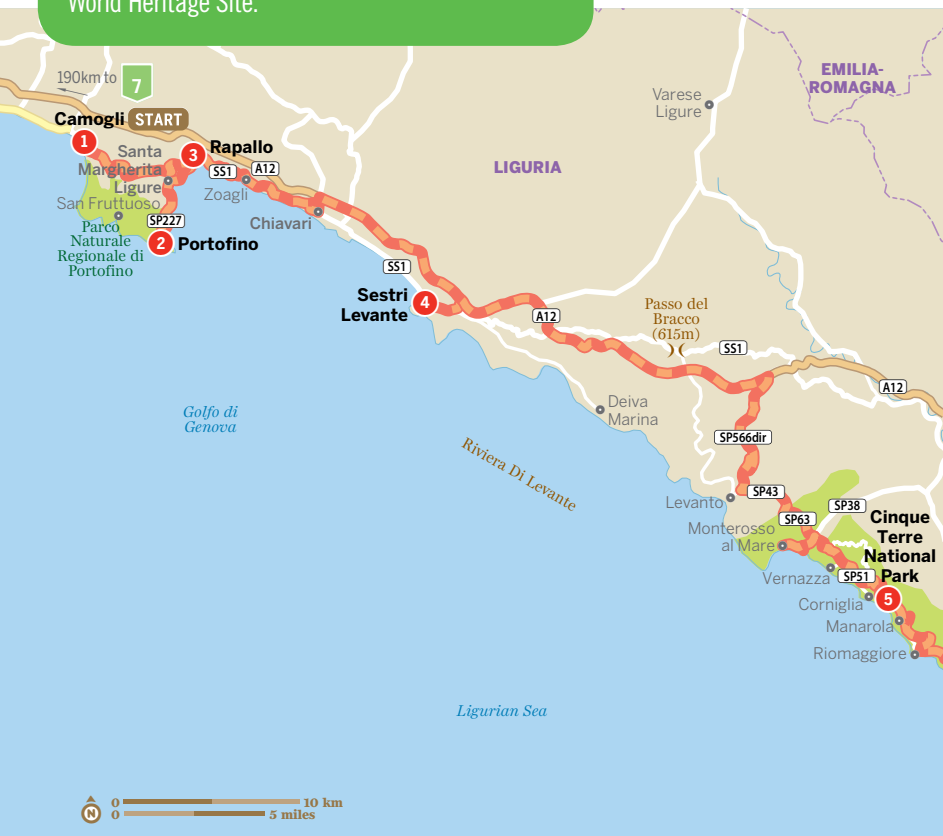 World Heritage Site.
190km to
7
EMILIA-
ROMAGNA
Varese
Ligure
Camogli START
1
Santa
Margherita
Ligure
3
Rapallo
SS1
A12
LIGURIA
Zoagli
San Fruttuoso
SP227
Chiavari
Parco
Naturale
Regionale di
Portofino
2
Portofino
SS1
Sestri
Levante
4
A12
Passo del
Bracco
(615m)
SS1
A12
Golfo di
Genova
Deiva
Marina
Riviera Di Levante
SP566dir
Levanto
SP43
SP38
SP63
Monterosso
al Mare
Cinque
Terre
National
Park
Vernazza
SP51
5
Corniglia
Manarola
Riomaggiore
Ligurian Sea
N
0 10 km
0 5 miles